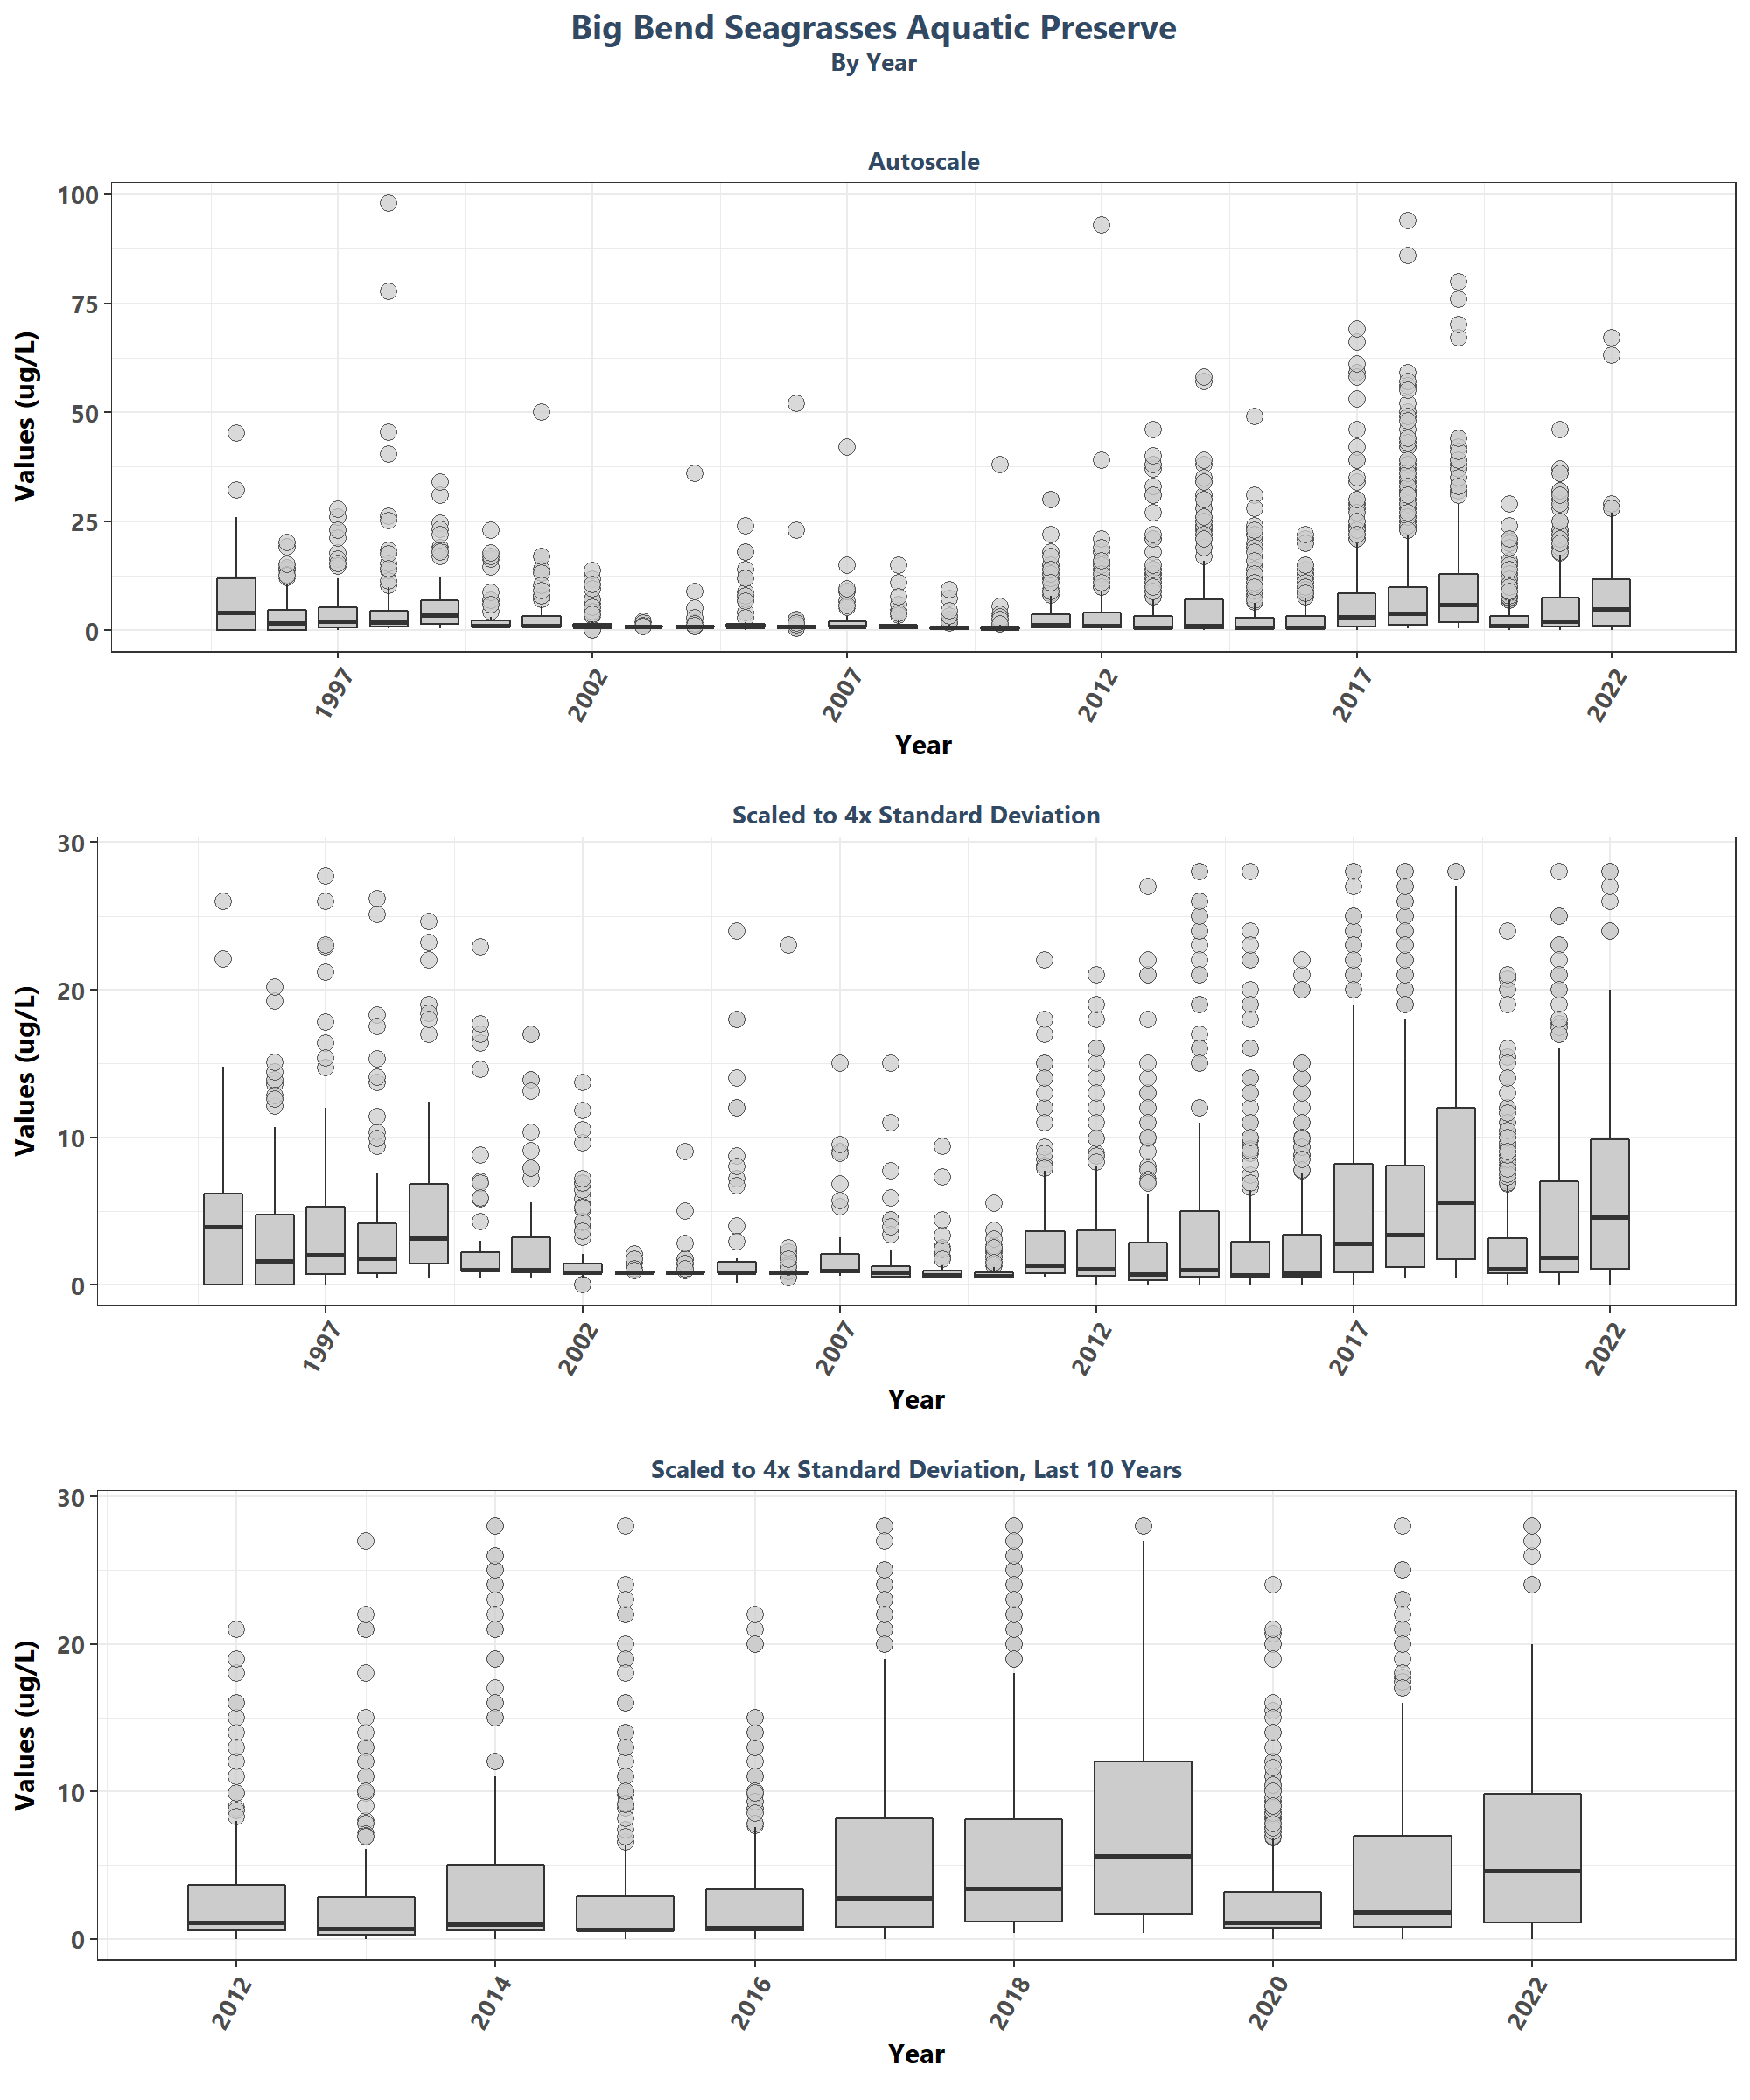 Big Bend Seagrasses Aquatic Preserve
By Year
Autoscale
Values (ug/L)
100
75
50
25
0
1997
2002
2007
2012
2017
2022
Year
Scaled to 4x Standard Deviation
Values (ug/L)
30
20
10
0
1997
2002
2007
2012
2017
2022
Year
Scaled to 4x Standard Deviation, Last 10 Years
Values (ug/L)
30
20
10
0
2012
2014
2016
2018
2020
2022
Year